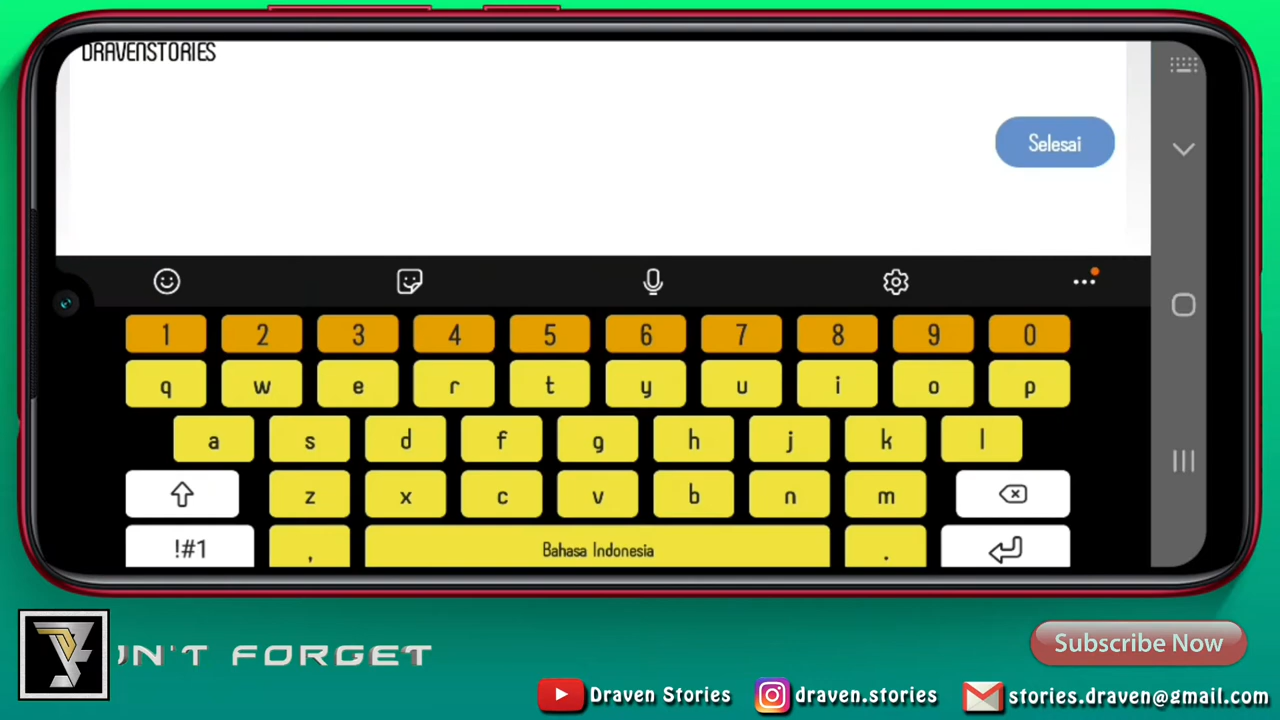 DRAVENSTORIES
Selesai
1 2 3 4 5 6 7 8 9 0
q w e r t y u i o p
a s d f g h j k l
z x c v b n m
!#1 , Bahasa Indonesia .
ON'T FORGET
Subscribe Now
Draven Stories draven.stories stories.draven@gmail.com